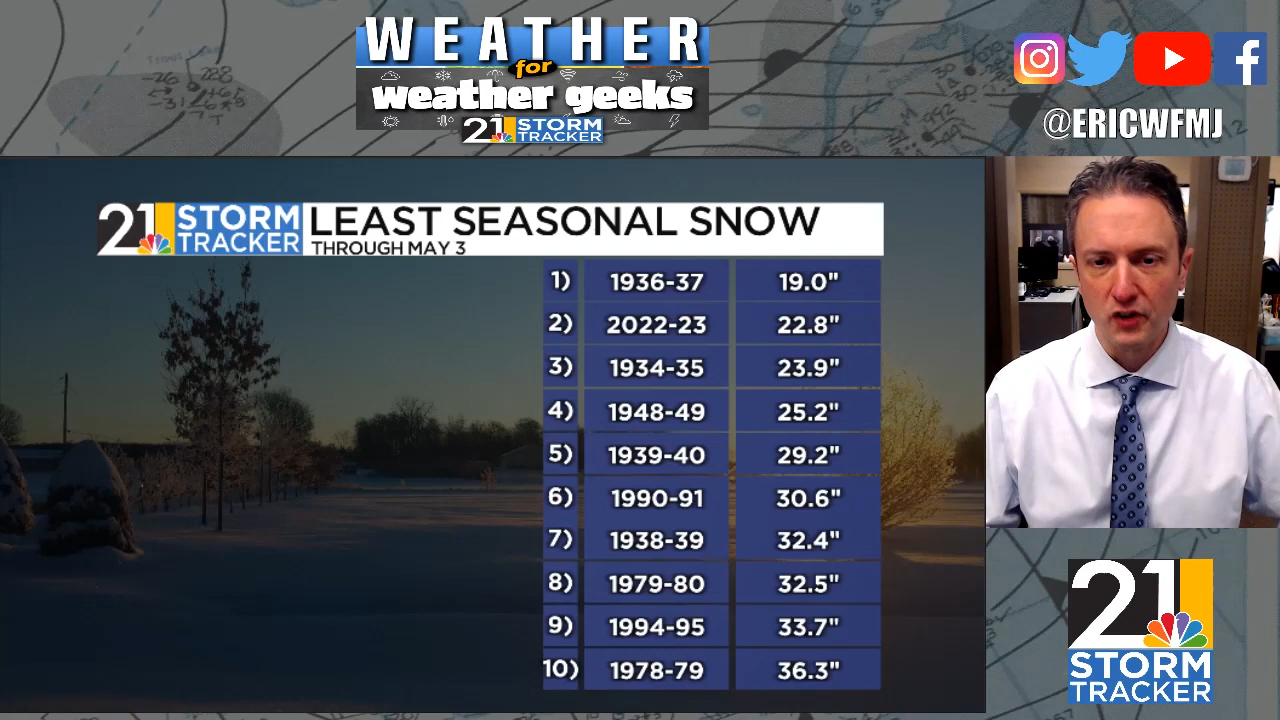 WEATHER
for
weather geeks
21 STORM
TRACKER
@ERICWFMJ
21 STORM
TRACKER
LEAST SEASONAL SNOW
THROUGH MAY 3
1) 1936-37 19.0"
2) 2022-23 22.8"
3) 1934-35 23.9"
4) 1948-49 25.2"
5) 1939-40 29.2"
6) 1990-91 30.6"
7) 1938-39 32.4"
8) 1979-80 32.5"
9) 1994-95 33.7"
10) 1978-79 36.3"
21
STORM
TRACKER